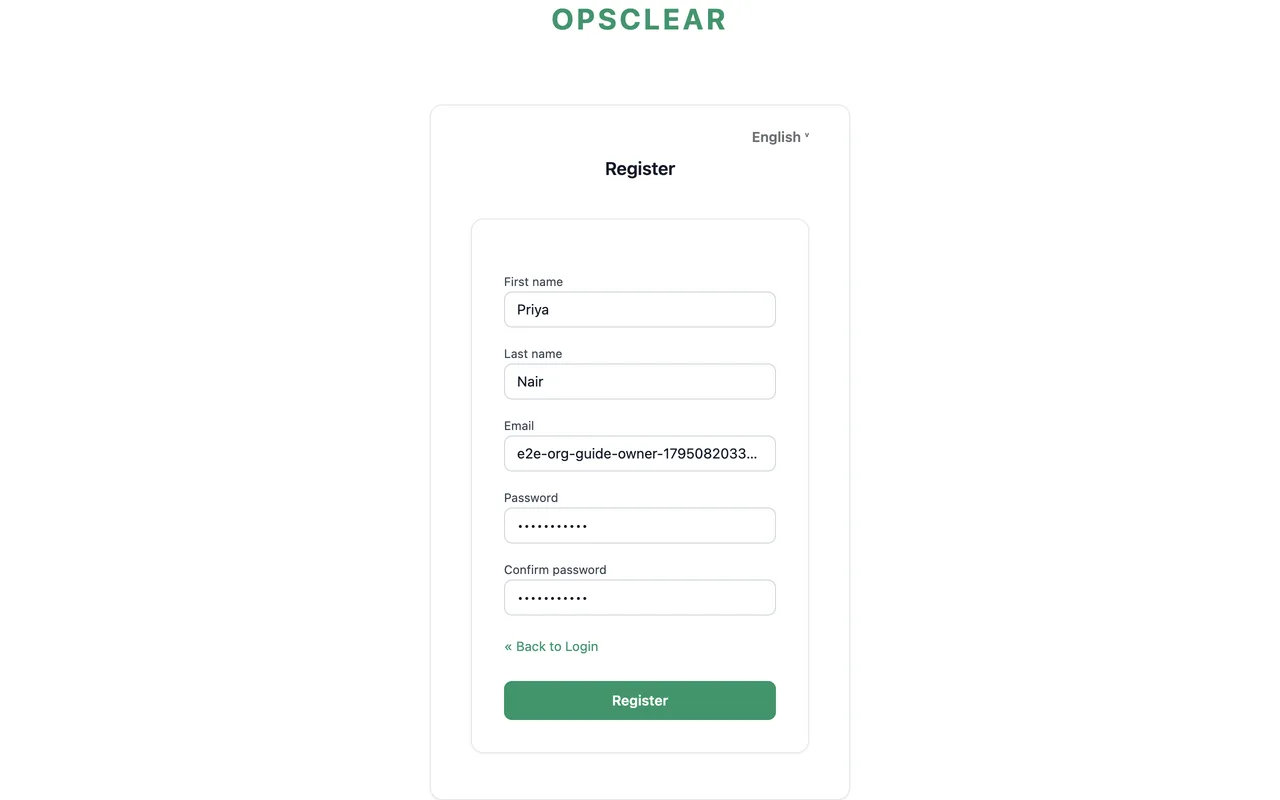 OPSCLEAR
English ˅
Register
First name
Priya
Last name
Nair
Email
e2e-org-guide-owner-1795082033...
Password
•••••••••••
Confirm password
•••••••••••
« Back to Login
Register